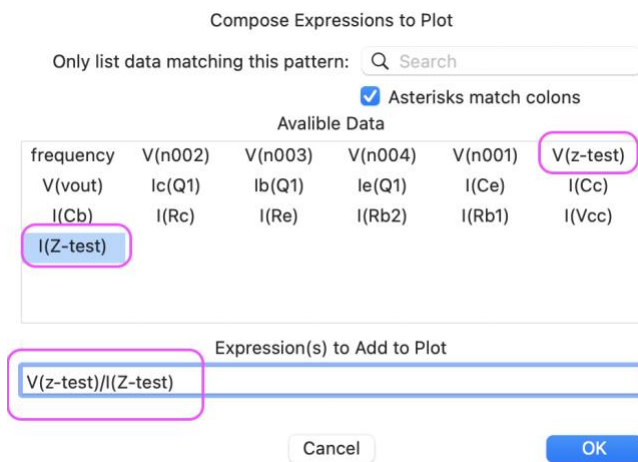 Compose Expressions to Plot
Only list data matching this pattern: Search
Asterisks match colons
Avalible Data
frequency V(n002) V(n003) V(n004) V(n001) V(z-test)
V(vout) Ic(Q1) Ib(Q1) Ie(Q1) I(Ce) I(Cc)
I(Cb) I(Rc) I(Re) I(Rb2) I(Rb1) I(Vcc)
I(Z-test)
Expression(s) to Add to Plot
V(z-test)/I(Z-test)
Cancel OK